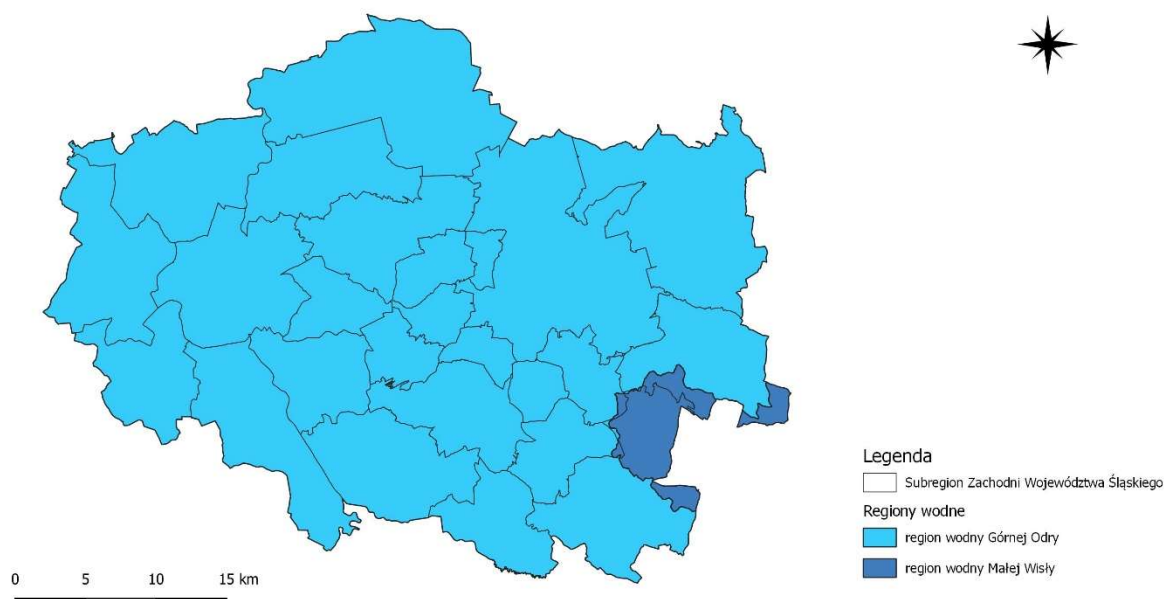 Legenda
Subregion Zachodni Województwa Śląskiego
Regiony wodne
region wodny Górnej Odry
region wodny Małej Wisły
0 5 10 15 km